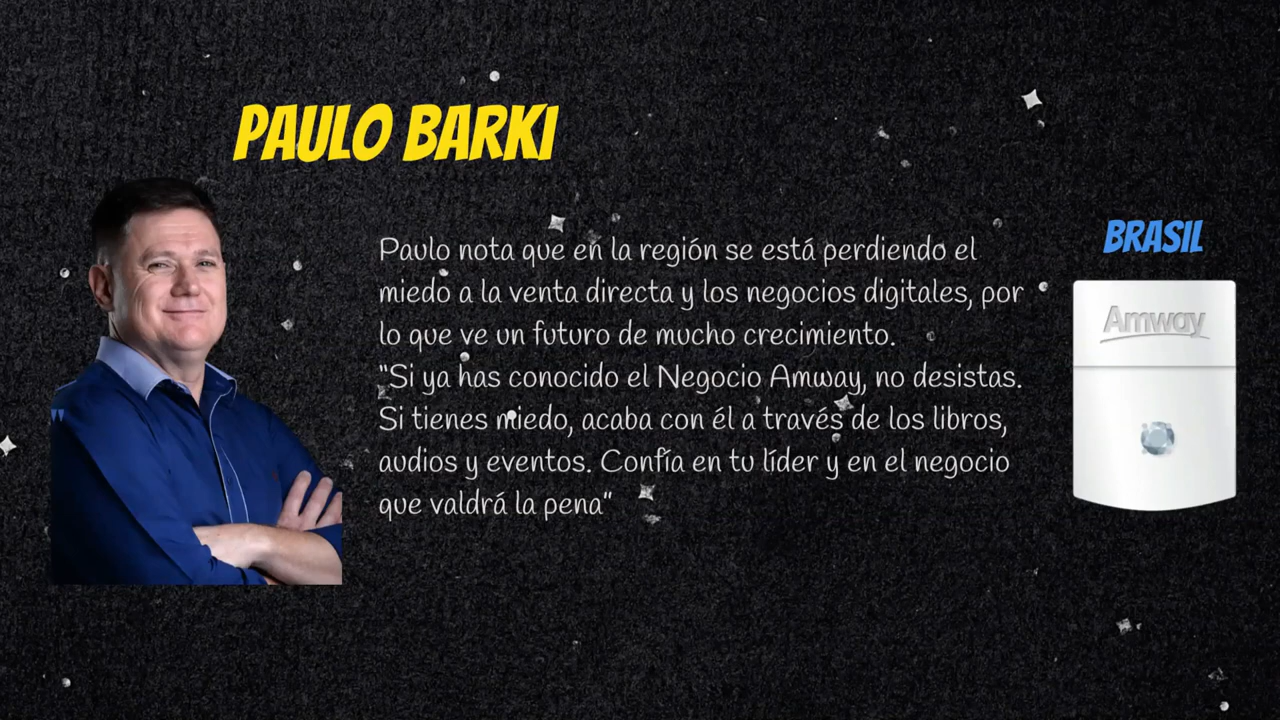 PAULO BARKI
BRASIL
Paulo nota que en la región se está perdiendo el
miedo a la venta directa y los negocios digitales, por
lo que ve un futuro de mucho crecimiento.
"Si ya has conocido el Negocio Amway, no desistas.
Si tienes miedo, acaba con él a través de los libros,
audios y eventos. Confía en tu líder y en el negocio
que valdrá la pena"
Amway